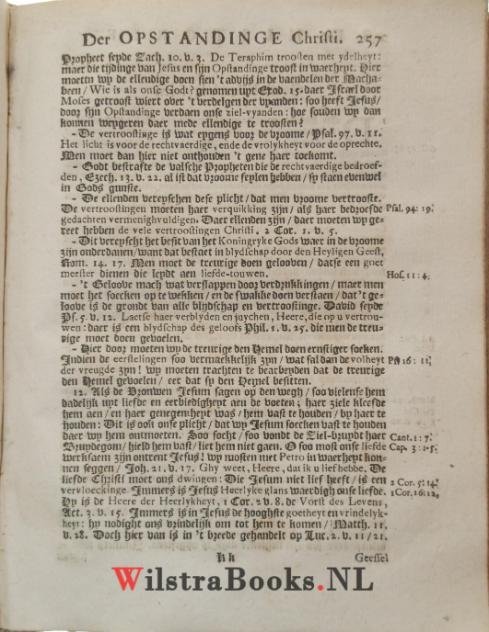 Der OPSTANDINGE Christi. 257
Propheet seyde Zach. 10. v. 3. De Teraphim troosten met ydelheyt:
maer die tijdinge van Jesus en sijn Opstandinge troost in waerheyt. Hier
moeten wy de ellendige doen sien 't advijs in de vaendelen der Machabeen /
Wie is als onse Godt? genomen uyt Exod. 15. daer Israel door
Moses getroost wiert over 't verdelgen der vyanden: soo heeft Jesus /
door sijn Opstandinge verdaen onse ziel-vyanden: hoe souden wy dan
konnen weygeren daer mede ellendige te troosten?
- De vertroostinge is wat eygens voor de vroome / Psal. 97. v. 11.
Het licht is voor de rechtvaerdige, ende de vrolykheyt voor de oprechte.
Men moet dan hier niet onthouden 't gene haer toekomt.
- Godt bestrafte de valsche Propheten die de rechtvaerdige bedroefden,
Ezech. 13. v. 22. al ist dat vroome feylen hebben / sy staen evenwel
in Gods gunste.
- De ellenden vereyschen dese plicht / dat men vroome vertrooste.
De vertroostingen moeten haer verquikking zijn / als haer bedroefde Psal. 94: 19.
gedachten vermenighvuldigen. Daer ellenden zijn / daer moeten wy gereet
hebben de vele vertroostingen Christi. 2 Cor. 1. v. 5.
- Dit vereyscht het besit van het Koningryke Gods waer in de vroome
zijn onderdanen / want dat bestaet in blydschap door den Heyligen Geest,
Rom. 14. 17. Men moet de treurige doen hoopen / datse een goet
meester dienen die leydt aen liefde-touwen. Hos. 11: 4.
- 't Geloove mach wat verslappen door verdrukkingen / maer men
moet het soecken op te wekken / en de swakke doen verstaen / dat 't geloove
is de grondt van alle blydschap en vertroostinge. David seyde
Ps. 5. v. 12. Laetse haer verblyden en juychen, Heere, die op u vertrouwen:
daer is een blydschap des geloofs Phil. 1. v. 25. die men de treurige
moet doen gevoelen.
- Hier door moeten wy de treurige den Hemel doen ernstiger soeken.
Indien de eerstelingen soo vermakelijk zijn / wat sal dan de volheyt Ps. 16: 11.
der vreugde zijn! wy moeten trachten te bearbeyden dat de treurige
den Hemel gevoelen / eer dat sy den Hemel besitten.
12. Als de Vrouwen Jesum sagen op den wegh / soo vielense hem
dadelijk uyt liefde en eerbiedigheyt aen de voeten; haer ziele kleefde
hem aen / en haer genegentheyt was / hem vast te houden / by haer te
houden: Dit is ook onse plicht / dat wy Jesum soecken vast te houden
daer wy hem ontmoeten. Soo socht / soo vondt de Ziel-bruydt haer Cant. 1: 7.
Bruydegom / hield hem vast / liet hem niet gaen. O soo most onse liefde Cap. 3: 1-5.
werksaem zijn ontrent Jesus! wy mosten met Petro in waerheyt konnen
seggen / Joh. 21. v. 17. Ghy weet, Heere, dat ik u lief hebbe. De
liefde Christi moet ons dwingen: Die Jesum niet lief heeft / is een 2 Cor. 5: 14.
vervloeckinge. Immers is Jesus Heerlyke glans waerdigh onse liefde. 1 Cor. 16: 22.
Hy is de Heere der Heerlykheyt, 1 Cor. 2 v. 8. de Vorst des Levens,
Act. 3. v. 15. Immers is in Jesus de hooghste goetheyt en vrindelykheyt:
hy nodight ons vrindelijk om tot hem te komen / Matth. 11.
v. 28. Doch hier van is in 't breede gehandelt op Luc. 2. v. 11 / 21.
Kk Geessel
WilstraBooks.NL